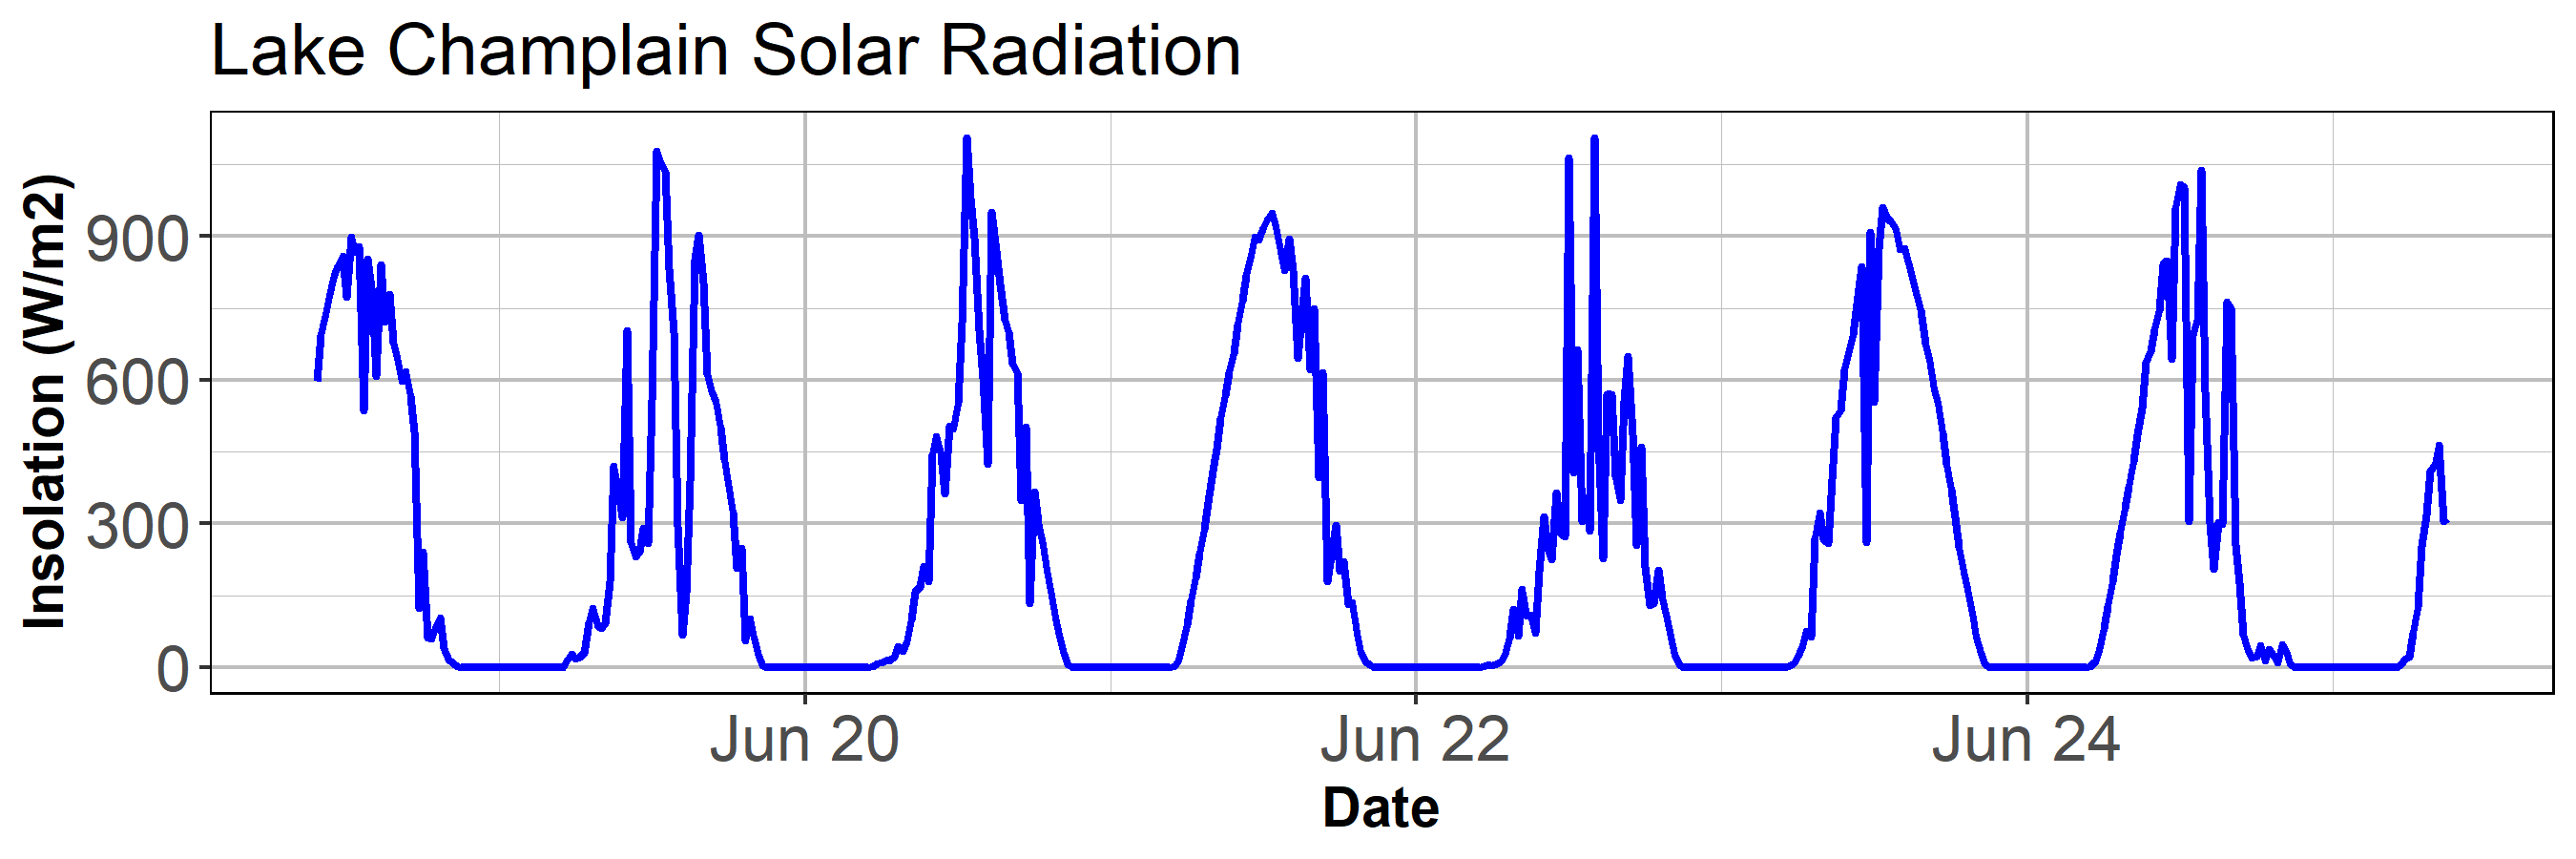 Lake Champlain Solar Radiation
Insolation (W/m2)
900
600
300
0
Jun 20 Jun 22 Jun 24
Date